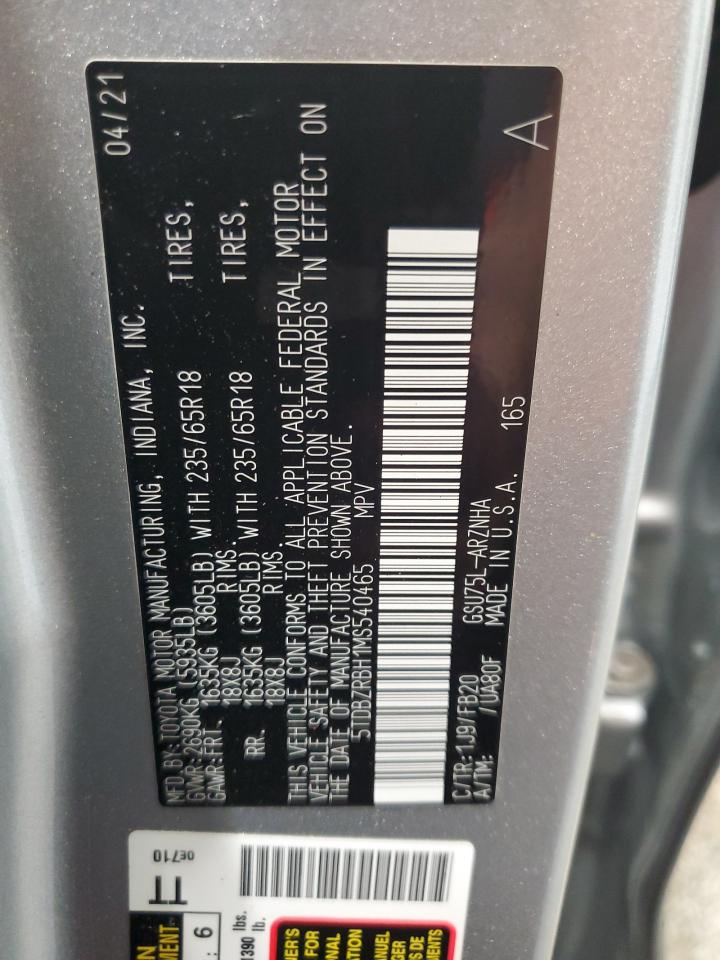 MFD. BY: TOYOTA MOTOR MANUFACTURING, INDIANA, INC. 04/21
GVWR: 2690KG (5935LB)
GAWR:FRT. 1635KG (3605LB) WITH 235/65R18 TIRES,
18X8J RIMS.
RR. 1635KG (3605LB) WITH 235/65R18 TIRES,
18X8J RIMS.
THIS VEHICLE CONFORMS TO ALL APPLICABLE FEDERAL MOTOR
VEHICLE SAFETY AND THEFT PREVENTION STANDARDS IN EFFECT ON
THE DATE OF MANUFACTURE SHOWN ABOVE.
5TDBZRBH1MS540465 MPV
C/TR:1J9/FB20 GSU75L-ARZNHA
A/TM: /UA80F MADE IN U.S.A. 165
A
0E710
TT
: 6
1390 lbs.
lb.